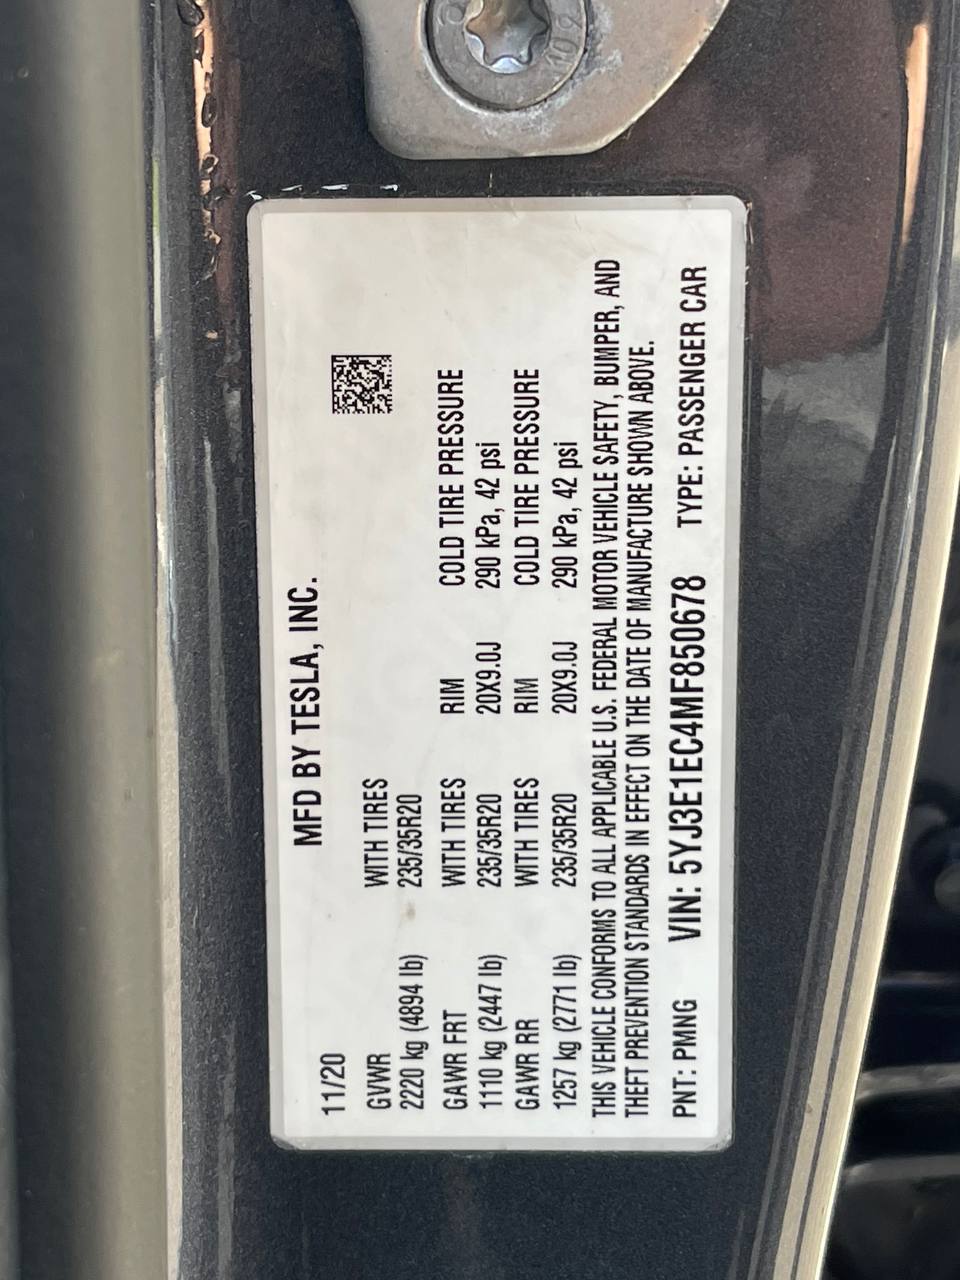 MFD BY TESLA, INC.
11/20
GVWR WITH TIRES
2220 kg (4894 lb) 235/35R20
GAWR FRT WITH TIRES RIM COLD TIRE PRESSURE
1110 kg (2447 lb) 235/35R20 20X9.0J 290 kPa, 42 psi
GAWR RR WITH TIRES RIM COLD TIRE PRESSURE
1257 kg (2771 lb) 235/35R20 20X9.0J 290 kPa, 42 psi
THIS VEHICLE CONFORMS TO ALL APPLICABLE U.S. FEDERAL MOTOR VEHICLE SAFETY, BUMPER, AND
THEFT PREVENTION STANDARDS IN EFFECT ON THE DATE OF MANUFACTURE SHOWN ABOVE.
PNT: PMNG VIN: 5YJ3E1EC4MF850678 TYPE: PASSENGER CAR